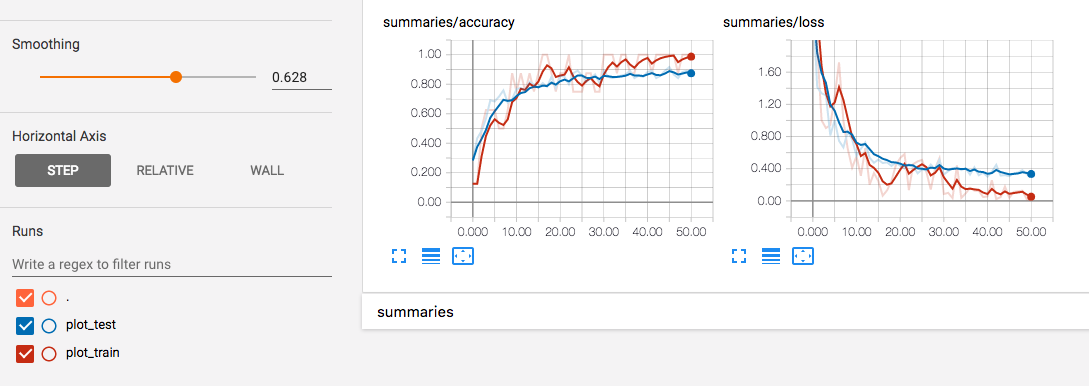 Smoothing
0.628
Horizontal Axis
STEP RELATIVE WALL
Runs
Write a regex to filter runs
.
plot_test
plot_train
summaries/accuracy
1.00
0.800
0.600
0.400
0.200
0.00
0.000 10.00 20.00 30.00 40.00 50.00
summaries/loss
1.60
1.20
0.800
0.400
0.00
0.000 10.00 20.00 30.00 40.00 50.00
summaries